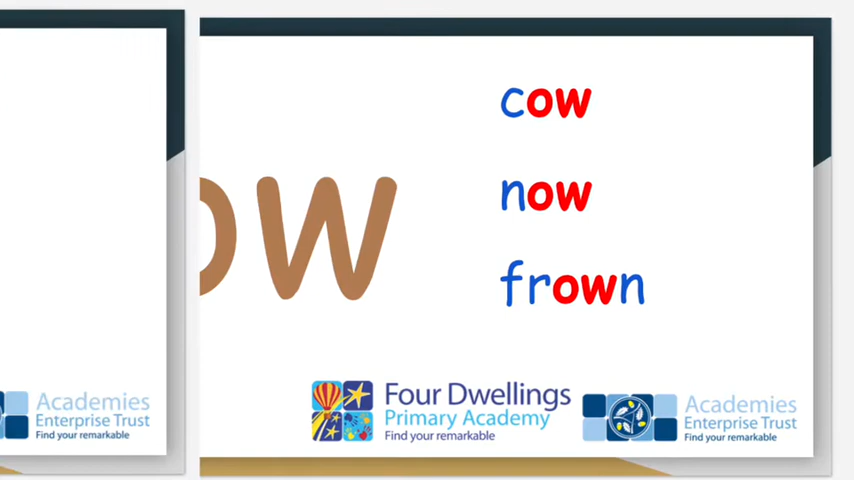 Academies
Enterprise Trust
Find your remarkable
ow
cow
now
frown
Four Dwellings
Primary Academy
Find your remarkable
Academies
Enterprise Trust
Find your remarkable